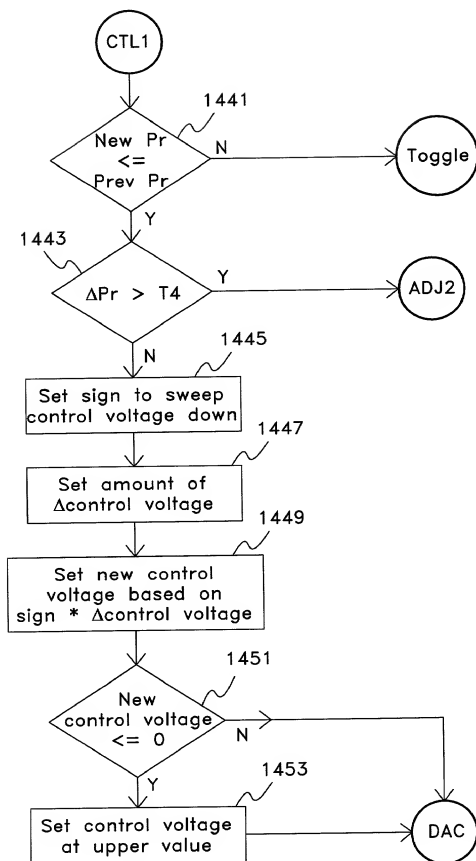 CTL1
1441
New Pr
<=
Prev Pr
N
Toggle
Y
1443
ΔPr > T4
Y
ADJ2
N
1445
Set sign to sweep
control voltage down
1447
Set amount of
Δcontrol voltage
1449
Set new control
voltage based on
sign * Δcontrol voltage
1451
New
control voltage
<= 0
N
Y
1453
Set control voltage
at upper value
DAC